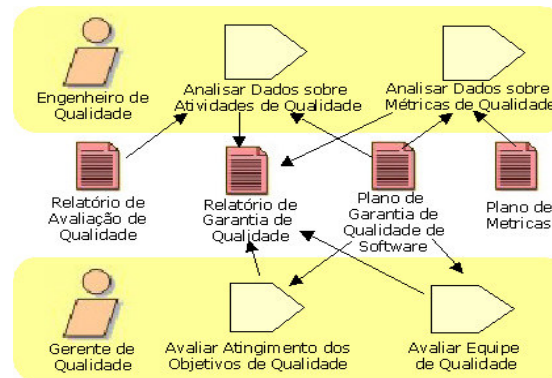 Engenheiro de
Qualidade
Analisar Dados sobre
Atividades de Qualidade
Analisar Dados sobre
Métricas de Qualidade
Relatório de
Avaliação de
Qualidade
Relatório de
Garantia de
Qualidade
Plano de
Garantia de
Qualidade de
Software
Plano de
Metricas
Gerente de
Qualidade
Avaliar Atingimento dos
Objetivos de Qualidade
Avaliar Equipe
de Qualidade